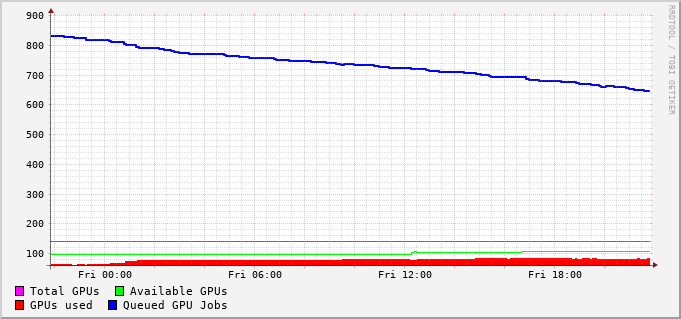 900
800
700
600
500
400
300
200
100
Fri 00:00 Fri 06:00 Fri 12:00 Fri 18:00
Total GPUs Available GPUs
GPUs used Queued GPU Jobs
RRDTOOL / TOBI OETIKER